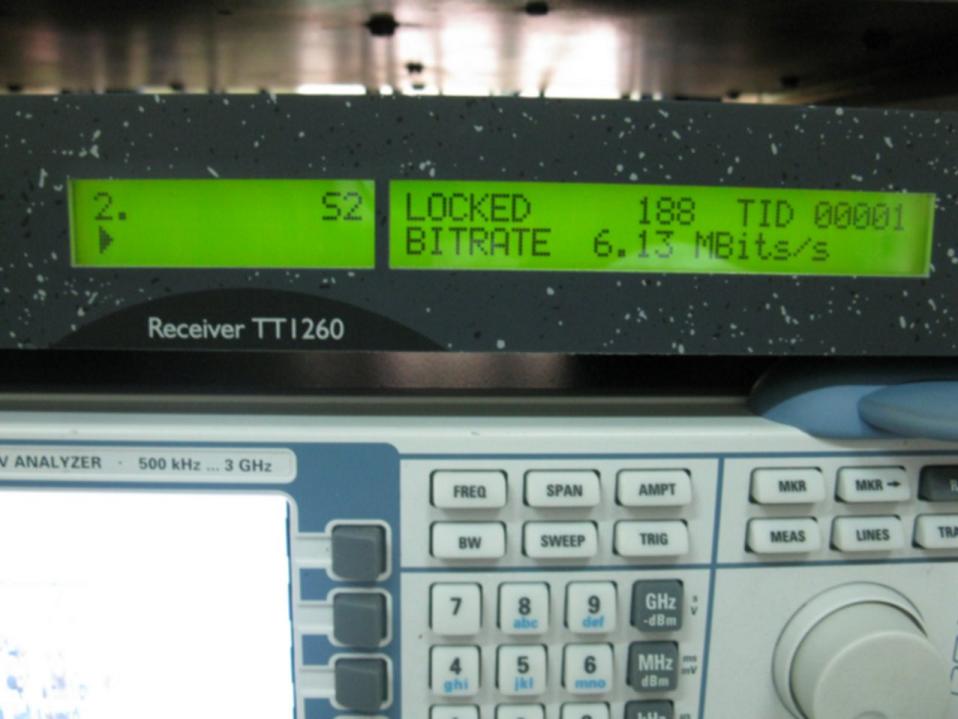 2. S2
LOCKED 188 TID 00001
BITRATE 6.13 MBits/s
Receiver TT1260
V ANALYZER · 500 kHz ... 3 GHz
FREQ SPAN AMPT
MKR MKR
BW SWEEP TRIG
MEAS LINES
7 8 abc 9 def GHz -dBm s V
4 ghi 5 jkl 6 mno MHz dBm ms mV